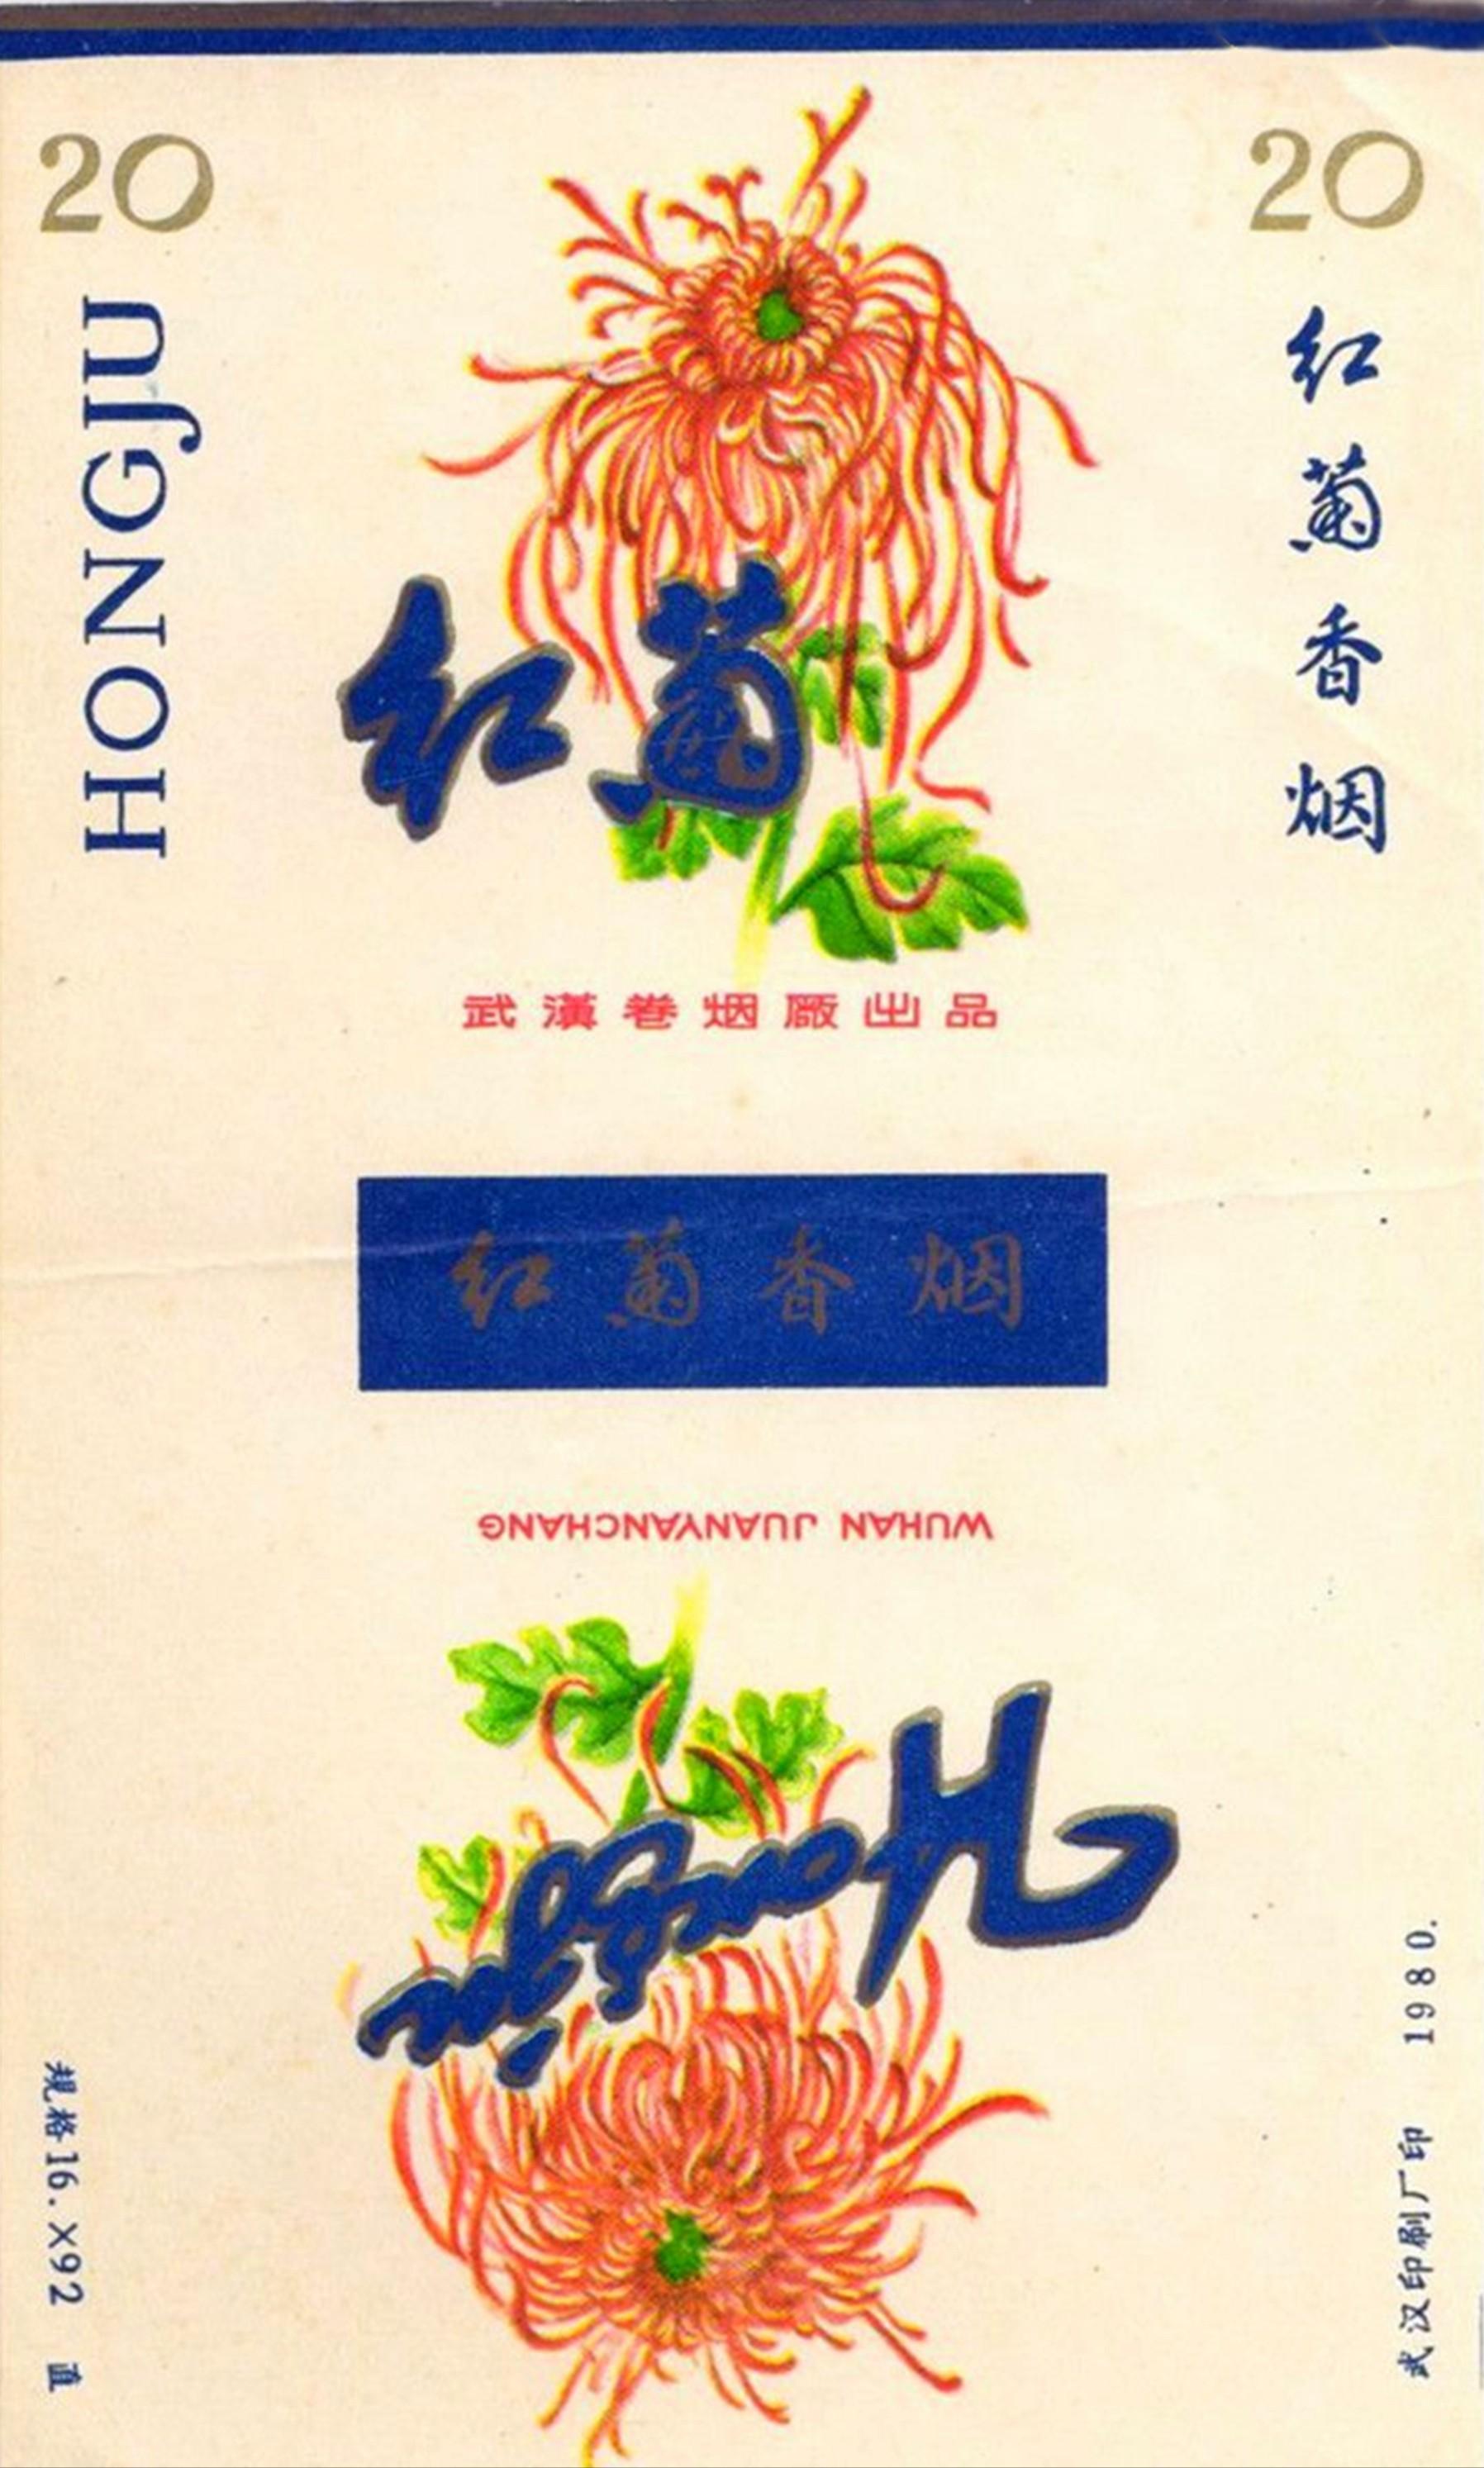 20
20
HONGJU
红菊香烟
红菊
武漢卷烟廠出品
红菊香烟
WUHAN JUANYANCHANG
Hongju
规格16.×92 直
武汉印刷厂印 1980.